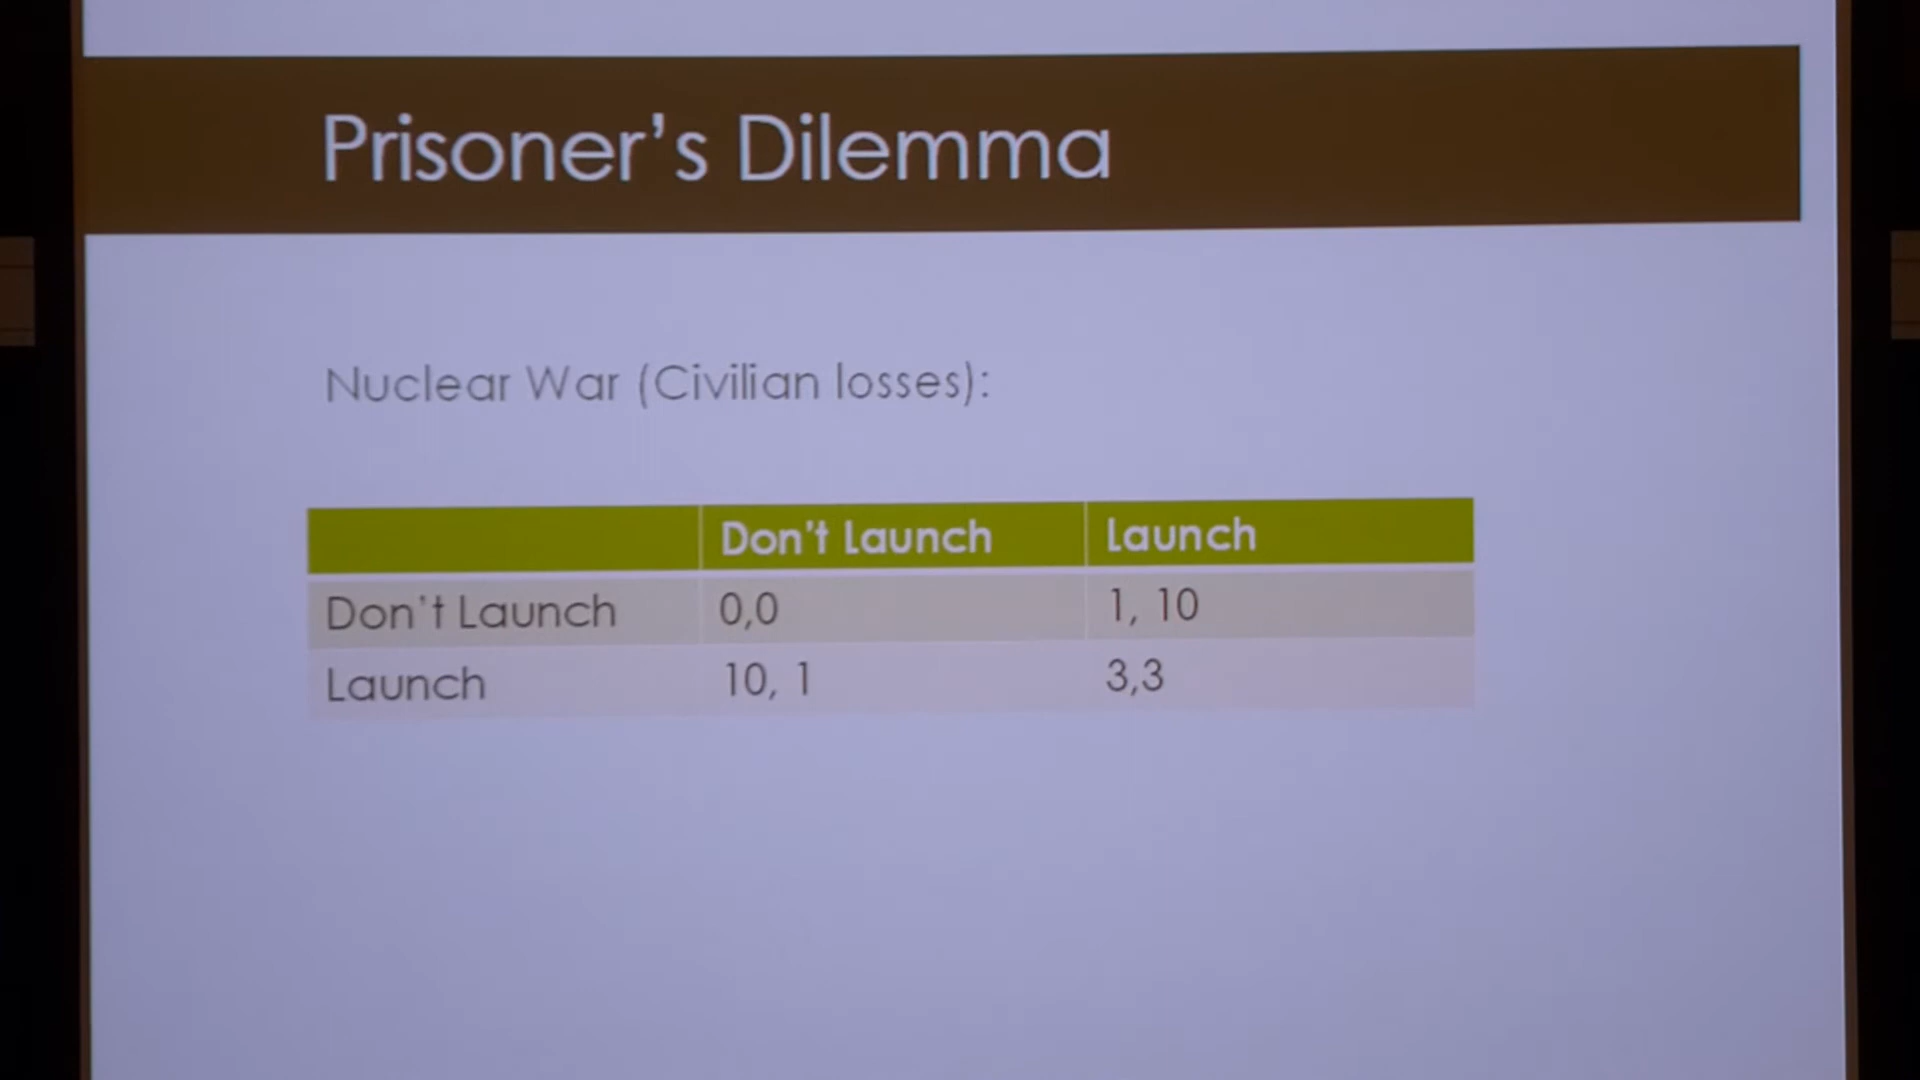 Prisoner’s Dilemma
Nuclear War (Civilian losses):
Don’t Launch Launch
Don’t Launch 0,0 1, 10
Launch 10, 1 3,3